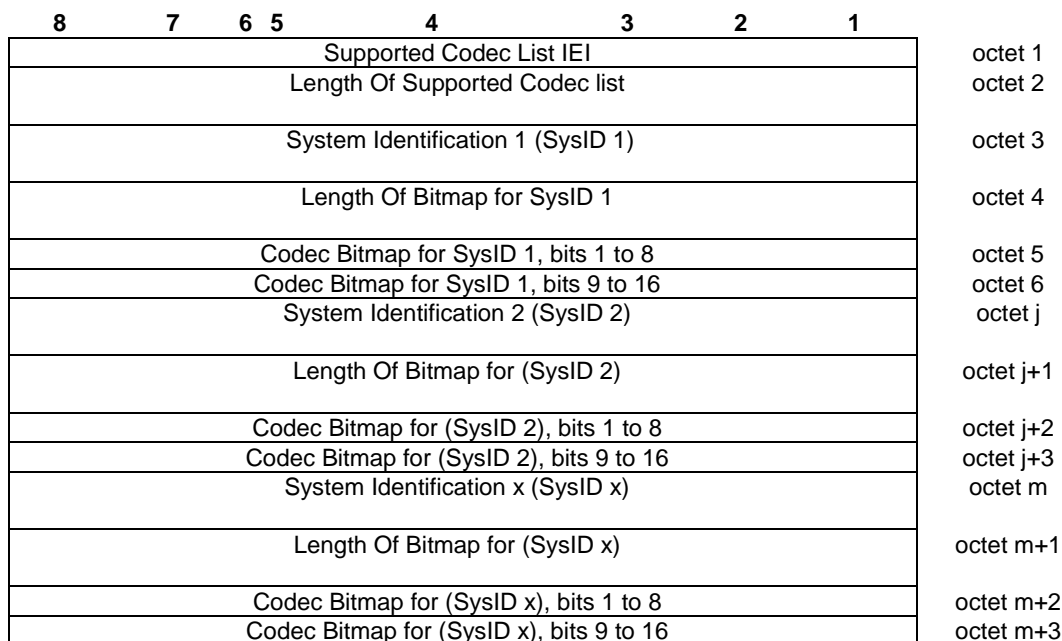 8 7 6 5 4 3 2 1
Supported Codec List IEI octet 1
Length Of Supported Codec list octet 2
System Identification 1 (SysID 1) octet 3
Length Of Bitmap for SysID 1 octet 4
Codec Bitmap for SysID 1, bits 1 to 8 octet 5
Codec Bitmap for SysID 1, bits 9 to 16 octet 6
System Identification 2 (SysID 2) octet j
Length Of Bitmap for (SysID 2) octet j+1
Codec Bitmap for (SysID 2), bits 1 to 8 octet j+2
Codec Bitmap for (SysID 2), bits 9 to 16 octet j+3
System Identification x (SysID x) octet m
Length Of Bitmap for (SysID x) octet m+1
Codec Bitmap for (SysID x), bits 1 to 8 octet m+2
Codec Bitmap for (SysID x), bits 9 to 16 octet m+3